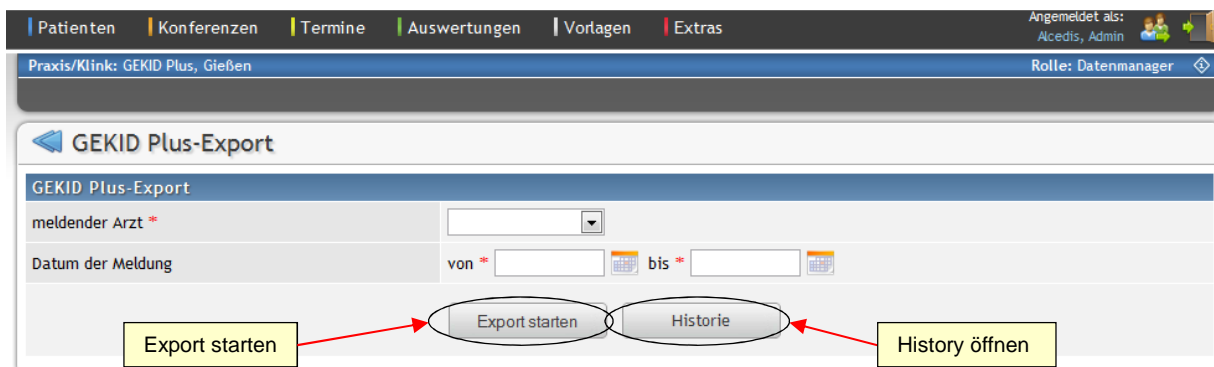 Patienten Konferenzen Termine Auswertungen Vorlagen Extras
Angemeldet als:
Alcedis, Admin
Praxis/Klink: GEKID Plus, Gießen Rolle: Datenmanager
GEKID Plus-Export
GEKID Plus-Export
meldender Arzt *
Datum der Meldung von * bis *
Export starten Historie
Export starten History öffnen